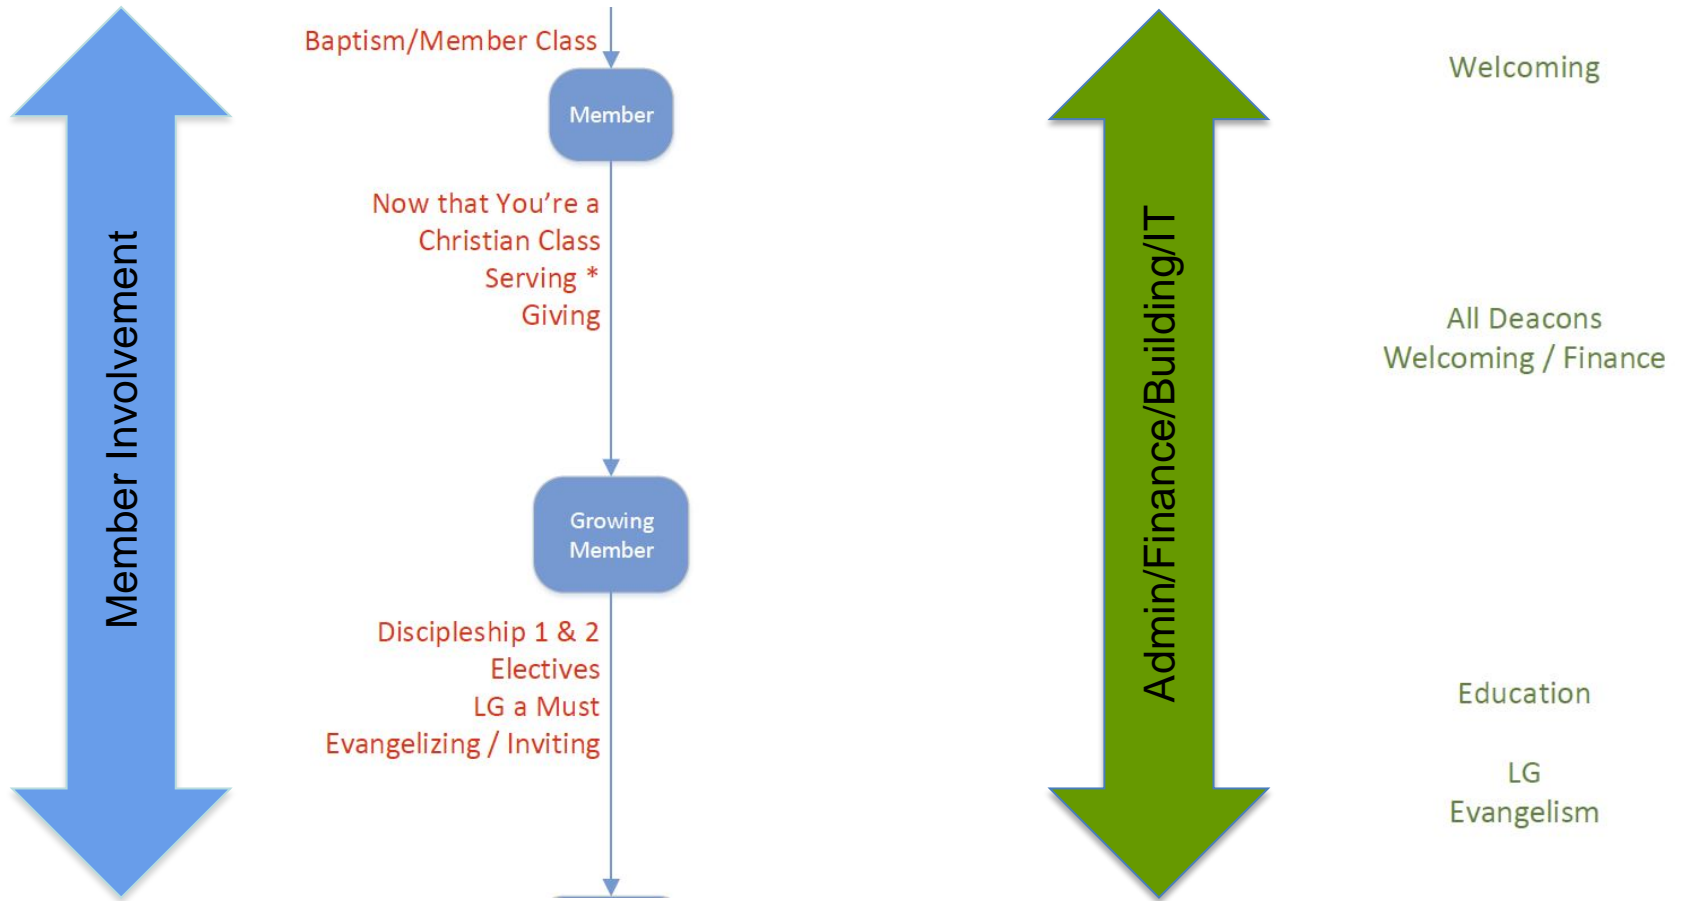 Baptism/Member Class
Member
Now that You're a
Christian Class
Serving *
Giving
Growing
Member
Discipleship 1 & 2
Electives
LG a Must
Evangelizing / Inviting
Member Involvement
Admin/Finance/Building/IT
Welcoming
All Deacons
Welcoming / Finance
Education
LG
Evangelism